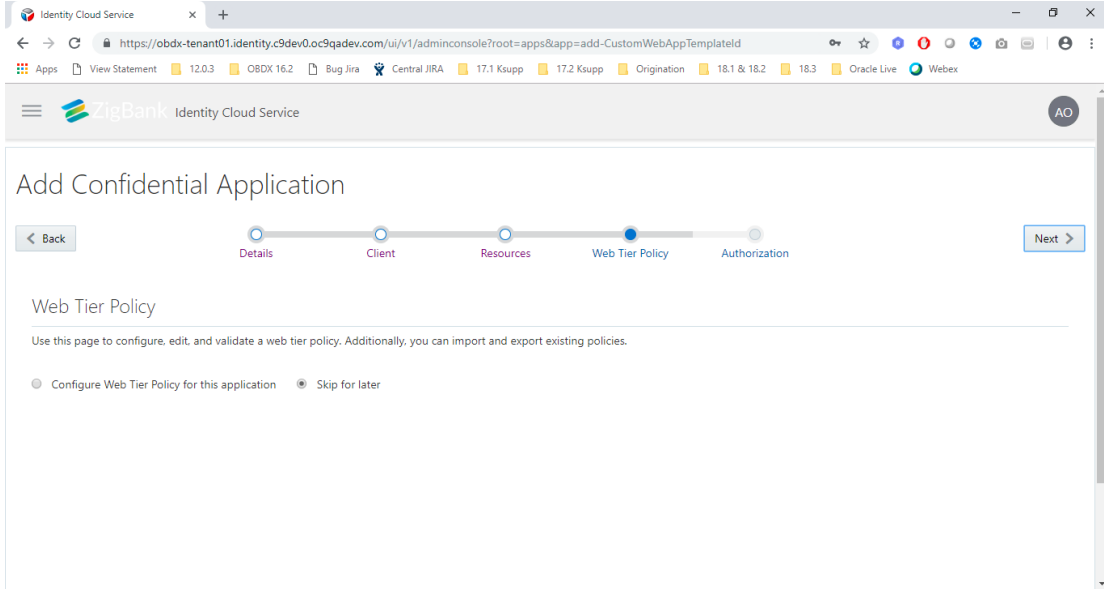 Identity Cloud Service
https://obdx-tenant01.identity.c9dev0.oc9qadev.com/ui/v1/adminconsole?root=apps&app=add-CustomWebAppTemplateId
Apps View Statement 12.0.3 OBDX 16.2 Bug Jira Central JIRA 17.1 Ksupp 17.2 Ksupp Origination 18.1 & 18.2 18.3 Oracle Live Webex
ZigBank Identity Cloud Service AO
Add Confidential Application
Back Next
Details Client Resources Web Tier Policy Authorization
Web Tier Policy
Use this page to configure, edit, and validate a web tier policy. Additionally, you can import and export existing policies.
Configure Web Tier Policy for this application Skip for later